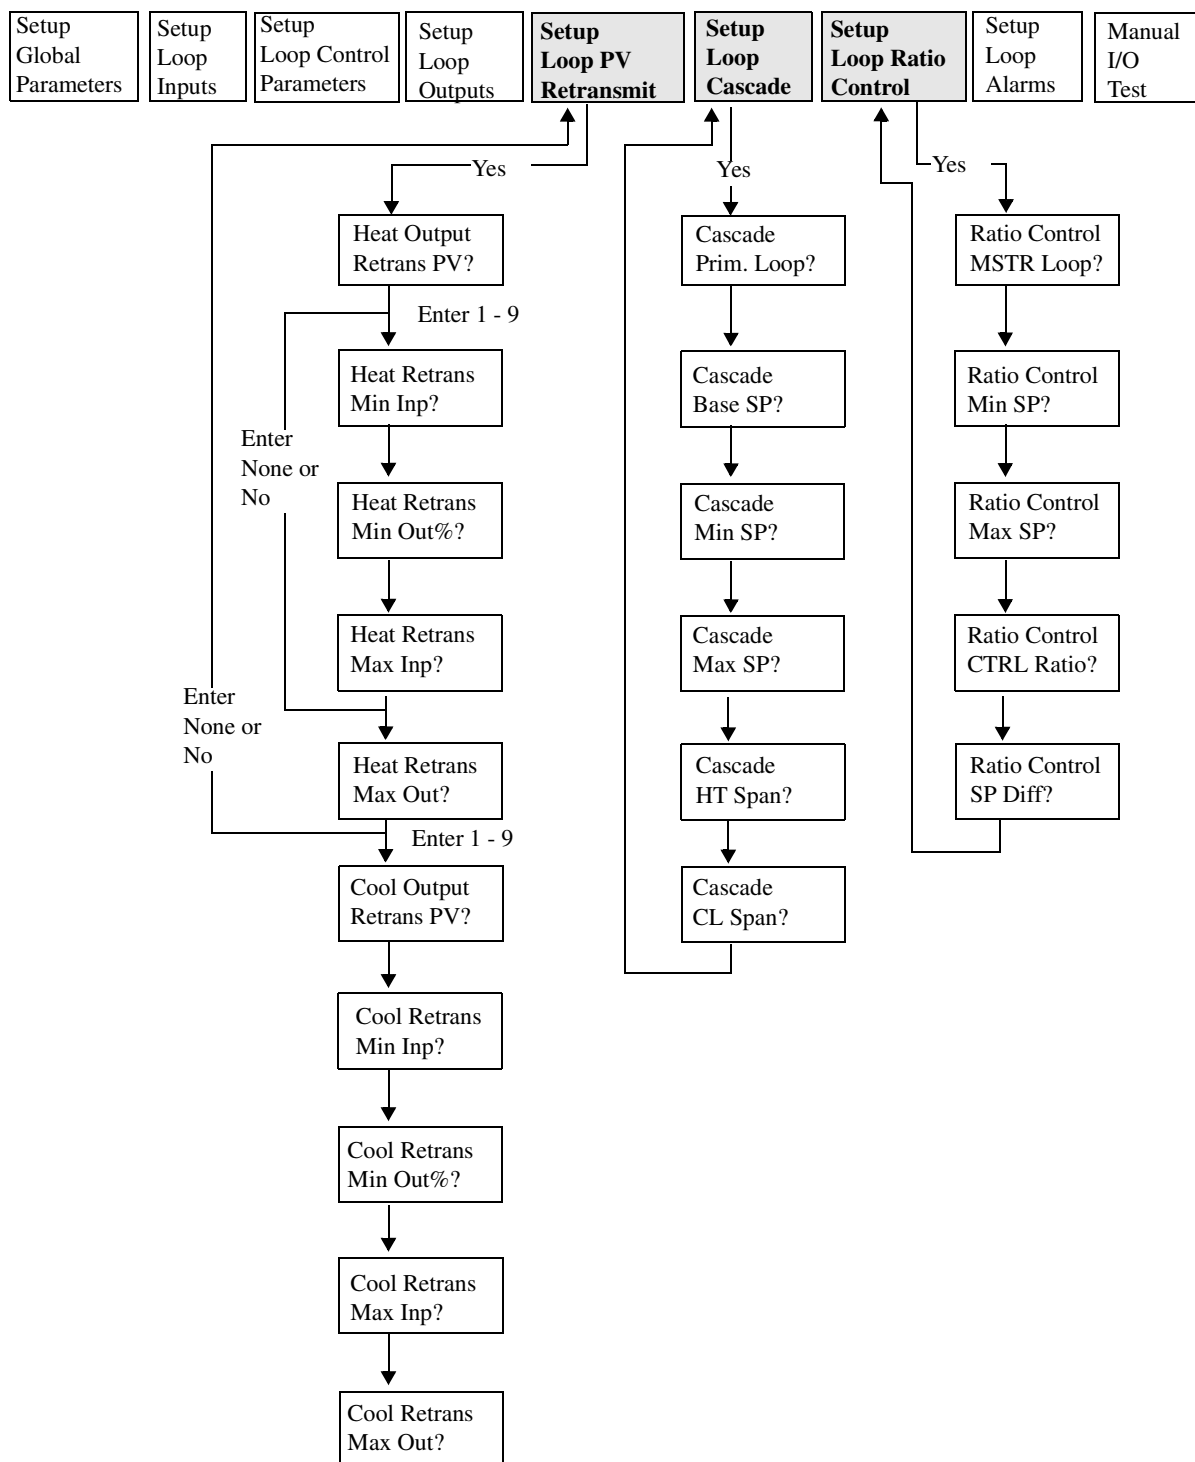 Setup
Global
Parameters
Setup
Loop
Inputs
Setup
Loop Control
Parameters
Setup
Loop
Outputs
Setup
Loop PV
Retransmit
Setup
Loop
Cascade
Setup
Loop Ratio
Control
Setup
Loop
Alarms
Manual
I/O
Test
Yes
Heat Output
Retrans PV?
Enter 1 - 9
Heat Retrans
Min Inp?
Enter
None or
No
Heat Retrans
Min Out%?
Heat Retrans
Max Inp?
Enter
None or
No
Heat Retrans
Max Out?
Enter 1 - 9
Cool Output
Retrans PV?
Cool Retrans
Min Inp?
Cool Retrans
Min Out%?
Cool Retrans
Max Inp?
Cool Retrans
Max Out?
Yes
Cascade
Prim. Loop?
Cascade
Base SP?
Cascade
Min SP?
Cascade
Max SP?
Cascade
HT Span?
Cascade
CL Span?
Yes
Ratio Control
MSTR Loop?
Ratio Control
Min SP?
Ratio Control
Max SP?
Ratio Control
CTRL Ratio?
Ratio Control
SP Diff?